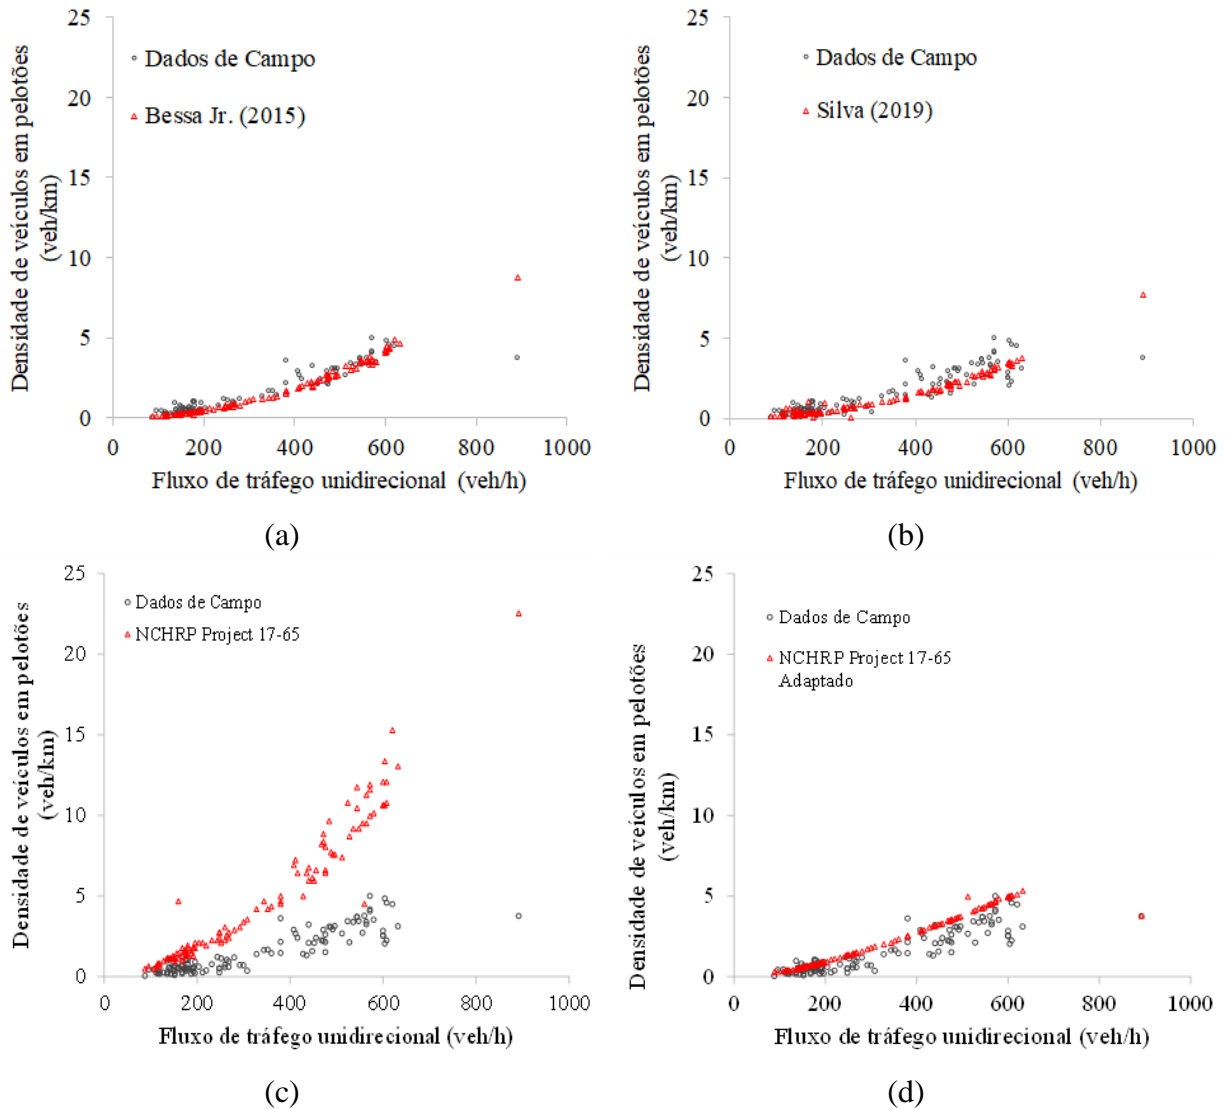 25
20
15
10
5
0
Densidade de veículos em pelotões
(veh/km)
Dados de Campo
Bessa Jr. (2015)
0 200 400 600 800 1000
Fluxo de tráfego unidirecional (veh/h)
(a)
25
20
15
10
5
0
Densidade de veículos em pelotões
(veh/km)
Dados de Campo
Silva (2019)
0 200 400 600 800 1000
Fluxo de tráfego unidirecional (veh/h)
(b)
25
20
15
10
5
0
Densidade de veículos em pelotões
(veh/km)
Dados de Campo
NCHRP Project 17-65
0 200 400 600 800 1000
Fluxo de tráfego unidirecional (veh/h)
(c)
25
20
15
10
5
0
Densidade de veículos em pelotões
(veh/km)
Dados de Campo
NCHRP Project 17-65
Adaptado
0 200 400 600 800 1000
Fluxo de tráfego unidirecional (veh/h)
(d)